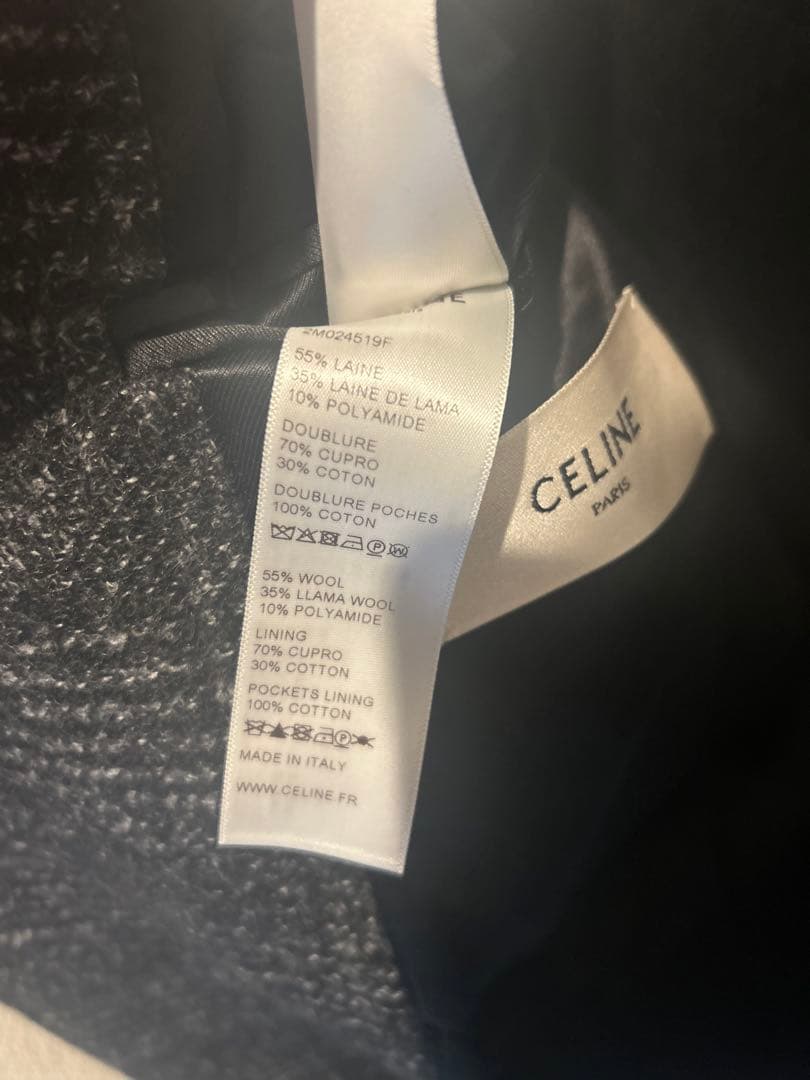 2M024519F
55% LAINE
35% LAINE DE LAMA
10% POLYAMIDE
DOUBLURE
70% CUPRO
30% COTON
DOUBLURE POCHES
100% COTON
P W
55% WOOL
35% LLAMA WOOL
10% POLYAMIDE
LINING
70% CUPRO
30% COTTON
POCKETS LINING
100% COTTON
P
MADE IN ITALY
WWW.CELINE.FR
CELINE
PARIS